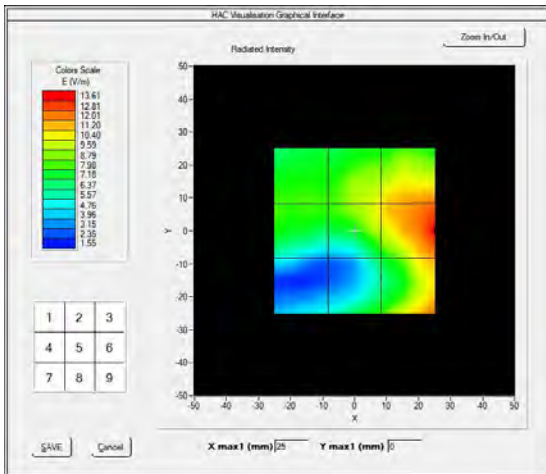 HAC Visualisation Graphical Interface
Zoom In/Out
Radiated Intensity
Colors Scale
E (V/m)
13.61
12.81
12.01
11.20
10.40
9.59
8.79
7.98
7.18
6.37
5.57
4.76
3.96
3.15
2.35
1.55
50
40
30
20
10
0
-10
-20
-30
-40
-50
Y
-50 -40 -30 -20 -10 0 10 20 30 40 50
X
1 2 3
4 5 6
7 8 9
SAVE
Cancel
X max1 (mm) 25
Y max1 (mm) 0